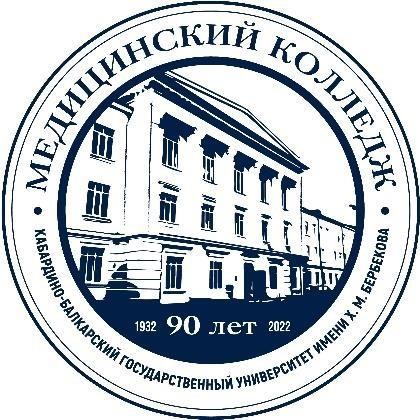 МЕДИЦИНСКИЙ КОЛЛЕДЖ
1932 90 лет 2022
КАБАРДИНО-БАЛКАРСКИЙ ГОСУДАРСТВЕННЫЙ УНИВЕРСИТЕТ ИМЕНИ Х. М. БЕРБЕКОВА